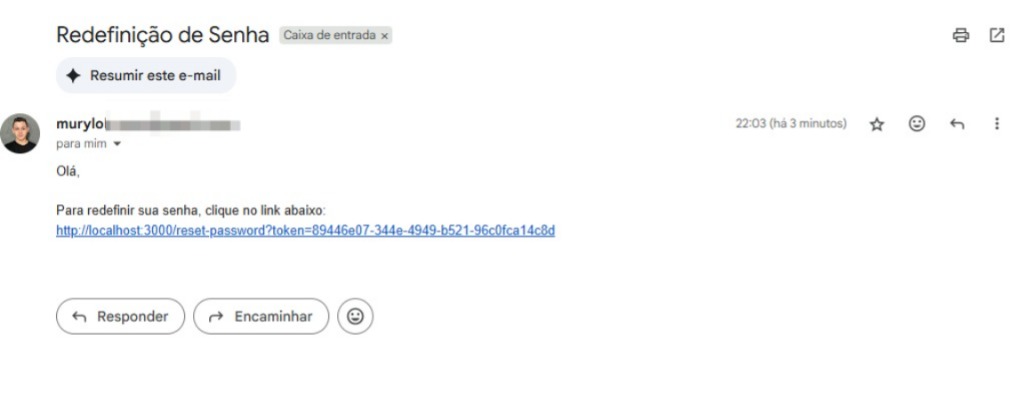 Redefinição de Senha Caixa de entrada ×
Resumir este e-mail
murylo
22:03 (há 3 minutos)
para mim
Olá,
Para redefinir sua senha, clique no link abaixo:
http://localhost:3000/reset-password?token=89446e07-344e-4949-b521-96c0fca14c8d
Responder Encaminhar